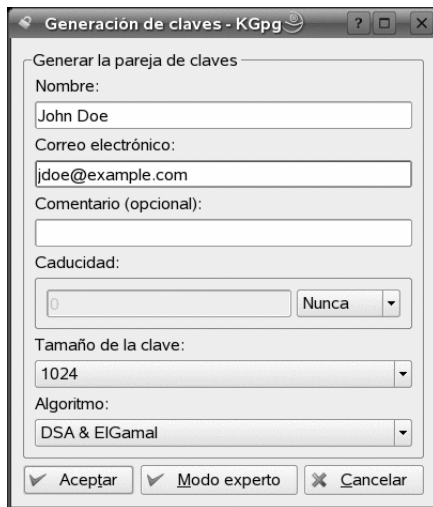 Generación de claves - KGpg
Generar la pareja de claves
Nombre:
John Doe
Correo electrónico:
jdoe@example.com
Comentario (opcional):
Caducidad:
0 Nunca
Tamaño de la clave:
1024
Algoritmo:
DSA & ElGamal
Aceptar Modo experto Cancelar